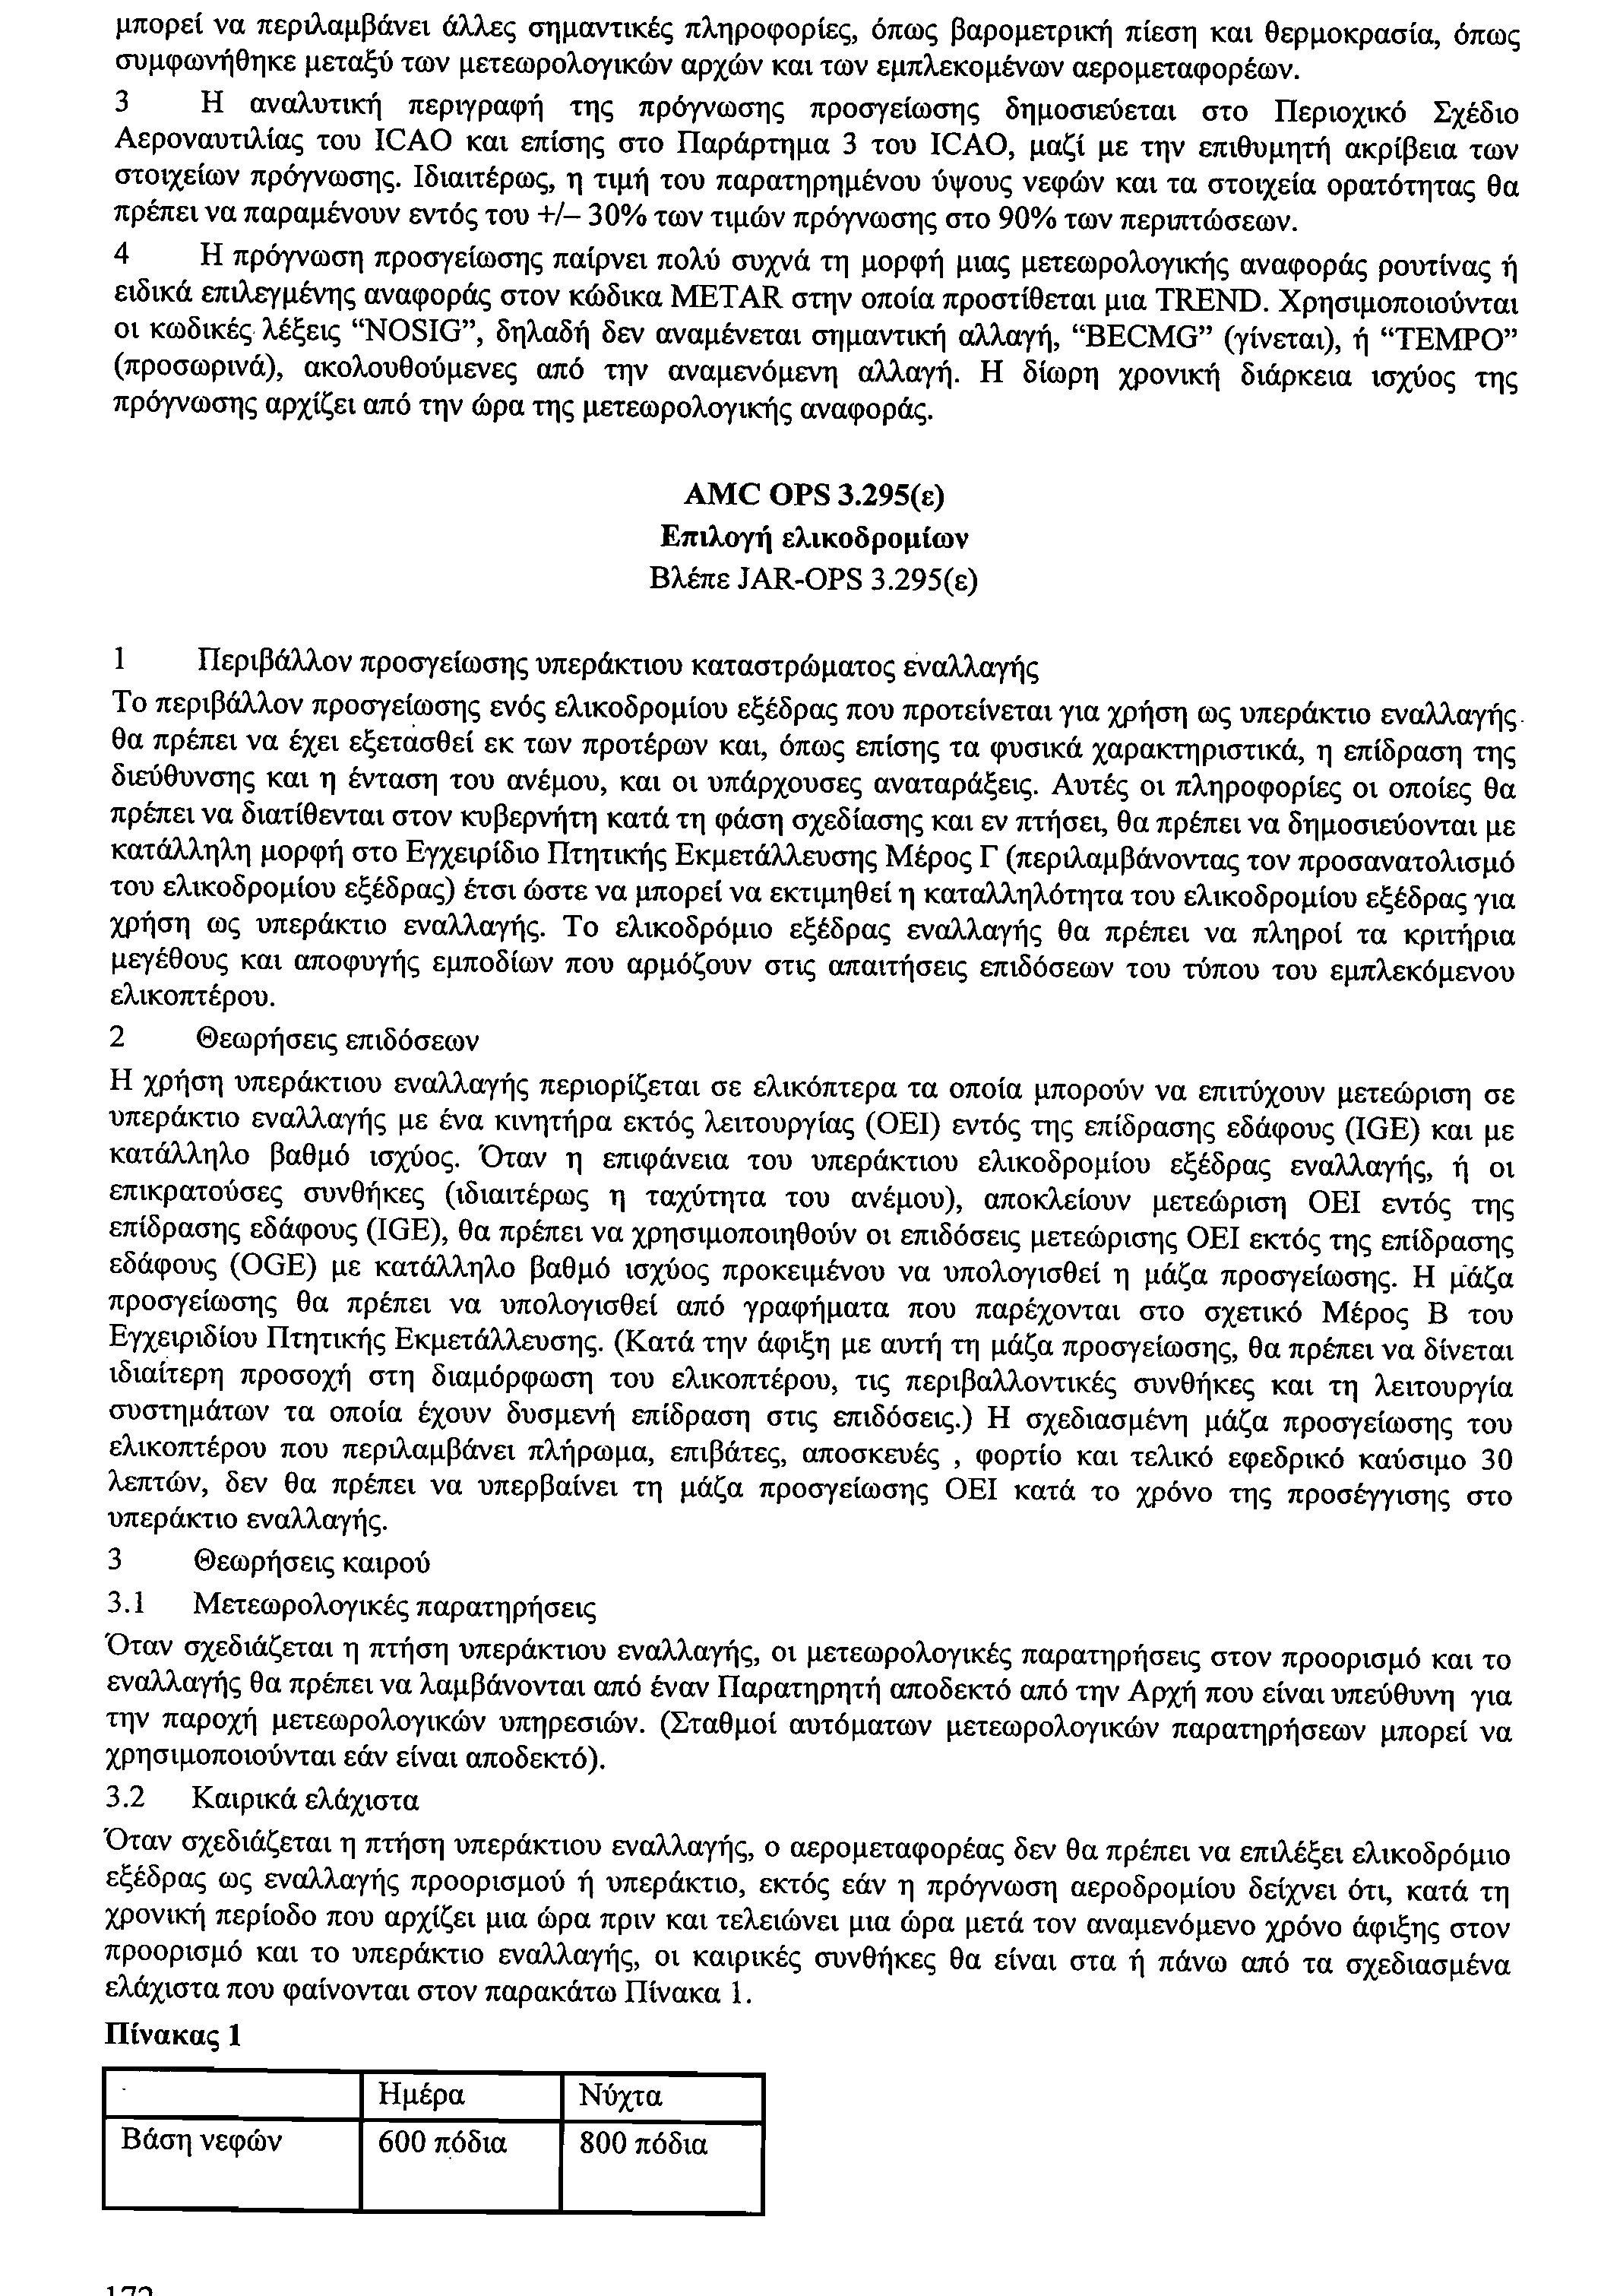 μπορεί να περιλαμβάνει άλλες σημαντικές πληροφορίες, όπως βαρομετρική πίεση και θερμοκρασία, όπως
συμφωνήθηκε μεταξύ των μετεωρολογικών αρχών και των εμπλεκομένων αερομεταφορέων.
3 Η αναλυτική περιγραφή της πρόγνωσης προσγείωσης δημοσιεύεται στο Περιοχικό Σχέδιο
Αεροναυτιλίας του ICAO και επίσης στο Παράρτημα 3 του ICAO, μαζί με την επιθυμητή ακρίβεια των
στοιχείων πρόγνωσης. Ιδιαιτέρως, η τιμή του παρατηρημένου ύψους νεφών και τα στοιχεία ορατότητας θα
πρέπει να παραμένουν εντός του +/– 30% των τιμών πρόγνωσης στο 90% των περιπτώσεων.
4 Η πρόγνωση προσγείωσης παίρνει πολύ συχνά τη μορφή μιας μετεωρολογικής αναφοράς ρουτίνας ή
ειδικά επιλεγμένης αναφοράς στον κώδικα METAR στην οποία προστίθεται μια TREND. Χρησιμοποιούνται
οι κωδικές λέξεις “NOSIG”, δηλαδή δεν αναμένεται σημαντική αλλαγή, “BECMG” (γίνεται), ή “TEMPO”
(προσωρινά), ακολουθούμενες από την αναμενόμενη αλλαγή. Η δίωρη χρονική διάρκεια ισχύος της
πρόγνωσης αρχίζει από την ώρα της μετεωρολογικής αναφοράς.
AMC OPS 3.295(ε)
Επιλογή ελικοδρομίων
Βλέπε JAR-OPS 3.295(ε)
1 Περιβάλλον προσγείωσης υπεράκτιου καταστρώματος εναλλαγής
Το περιβάλλον προσγείωσης ενός ελικοδρομίου εξέδρας που προτείνεται για χρήση ως υπεράκτιο εναλλαγής
θα πρέπει να έχει εξετασθεί εκ των προτέρων και, όπως επίσης τα φυσικά χαρακτηριστικά, η επίδραση της
διεύθυνσης και η ένταση του ανέμου, και οι υπάρχουσες αναταράξεις. Αυτές οι πληροφορίες οι οποίες θα
πρέπει να διατίθενται στον κυβερνήτη κατά τη φάση σχεδίασης και εν πτήσει, θα πρέπει να δημοσιεύονται με
κατάλληλη μορφή στο Εγχειρίδιο Πτητικής Εκμετάλλευσης Μέρος Γ (περιλαμβάνοντας τον προσανατολισμό
του ελικοδρομίου εξέδρας) έτσι ώστε να μπορεί να εκτιμηθεί η καταλληλότητα του ελικοδρομίου εξέδρας για
χρήση ως υπεράκτιο εναλλαγής. Το ελικοδρόμιο εξέδρας εναλλαγής θα πρέπει να πληροί τα κριτήρια
μεγέθους και αποφυγής εμποδίων που αρμόζουν στις απαιτήσεις επιδόσεων του τύπου του εμπλεκόμενου
ελικοπτέρου.
2 Θεωρήσεις επιδόσεων
Η χρήση υπεράκτιου εναλλαγής περιορίζεται σε ελικόπτερα τα οποία μπορούν να επιτύχουν μετεώριση σε
υπεράκτιο εναλλαγής με ένα κινητήρα εκτός λειτουργίας (OEI) εντός της επίδρασης εδάφους (IGE) και με
κατάλληλο βαθμό ισχύος. Όταν η επιφάνεια του υπεράκτιου ελικοδρομίου εξέδρας εναλλαγής, ή οι
επικρατούσες συνθήκες (ιδιαιτέρως η ταχύτητα του ανέμου), αποκλείουν μετεώριση OEI εντός της
επίδρασης εδάφους (IGE), θα πρέπει να χρησιμοποιηθούν οι επιδόσεις μετεώρισης OEI εκτός της επίδρασης
εδάφους (OGE) με κατάλληλο βαθμό ισχύος προκειμένου να υπολογισθεί η μάζα προσγείωσης. Η μάζα
προσγείωσης θα πρέπει να υπολογισθεί από γραφήματα που παρέχονται στο σχετικό Μέρος Β του
Εγχειριδίου Πτητικής Εκμετάλλευσης. (Κατά την άφιξη με αυτή τη μάζα προσγείωσης, θα πρέπει να δίνεται
ιδιαίτερη προσοχή στη διαμόρφωση του ελικοπτέρου, τις περιβαλλοντικές συνθήκες και τη λειτουργία
συστημάτων τα οποία έχουν δυσμενή επίδραση στις επιδόσεις.) Η σχεδιασμένη μάζα προσγείωσης του
ελικοπτέρου που περιλαμβάνει πλήρωμα, επιβάτες, αποσκευές , φορτίο και τελικό εφεδρικό καύσιμο 30
λεπτών, δεν θα πρέπει να υπερβαίνει τη μάζα προσγείωσης OEI κατά το χρόνο της προσέγγισης στο
υπεράκτιο εναλλαγής.
3 Θεωρήσεις καιρού
3.1 Μετεωρολογικές παρατηρήσεις
Όταν σχεδιάζεται η πτήση υπεράκτιου εναλλαγής, οι μετεωρολογικές παρατηρήσεις στον προορισμό και το
εναλλαγής θα πρέπει να λαμβάνονται από έναν Παρατηρητή αποδεκτό από την Αρχή που είναι υπεύθυνη για
την παροχή μετεωρολογικών υπηρεσιών. (Σταθμοί αυτόματων μετεωρολογικών παρατηρήσεων μπορεί να
χρησιμοποιούνται εάν είναι αποδεκτό).
3.2 Καιρικά ελάχιστα
Όταν σχεδιάζεται η πτήση υπεράκτιου εναλλαγής, ο αερομεταφορέας δεν θα πρέπει να επιλέξει ελικοδρόμιο
εξέδρας ως εναλλαγής προορισμού ή υπεράκτιο, εκτός εάν η πρόγνωση αεροδρομίου δείχνει ότι, κατά τη
χρονική περίοδο που αρχίζει μια ώρα πριν και τελειώνει μια ώρα μετά τον αναμενόμενο χρόνο άφιξης στον
προορισμό και το υπεράκτιο εναλλαγής, οι καιρικές συνθήκες θα είναι στα ή πάνω από τα σχεδιασμένα
ελάχιστα που φαίνονται στον παρακάτω Πίνακα 1.
Πίνακας 1
Ημέρα Νύχτα
Βάση νεφών 600 πόδια 800 πόδια